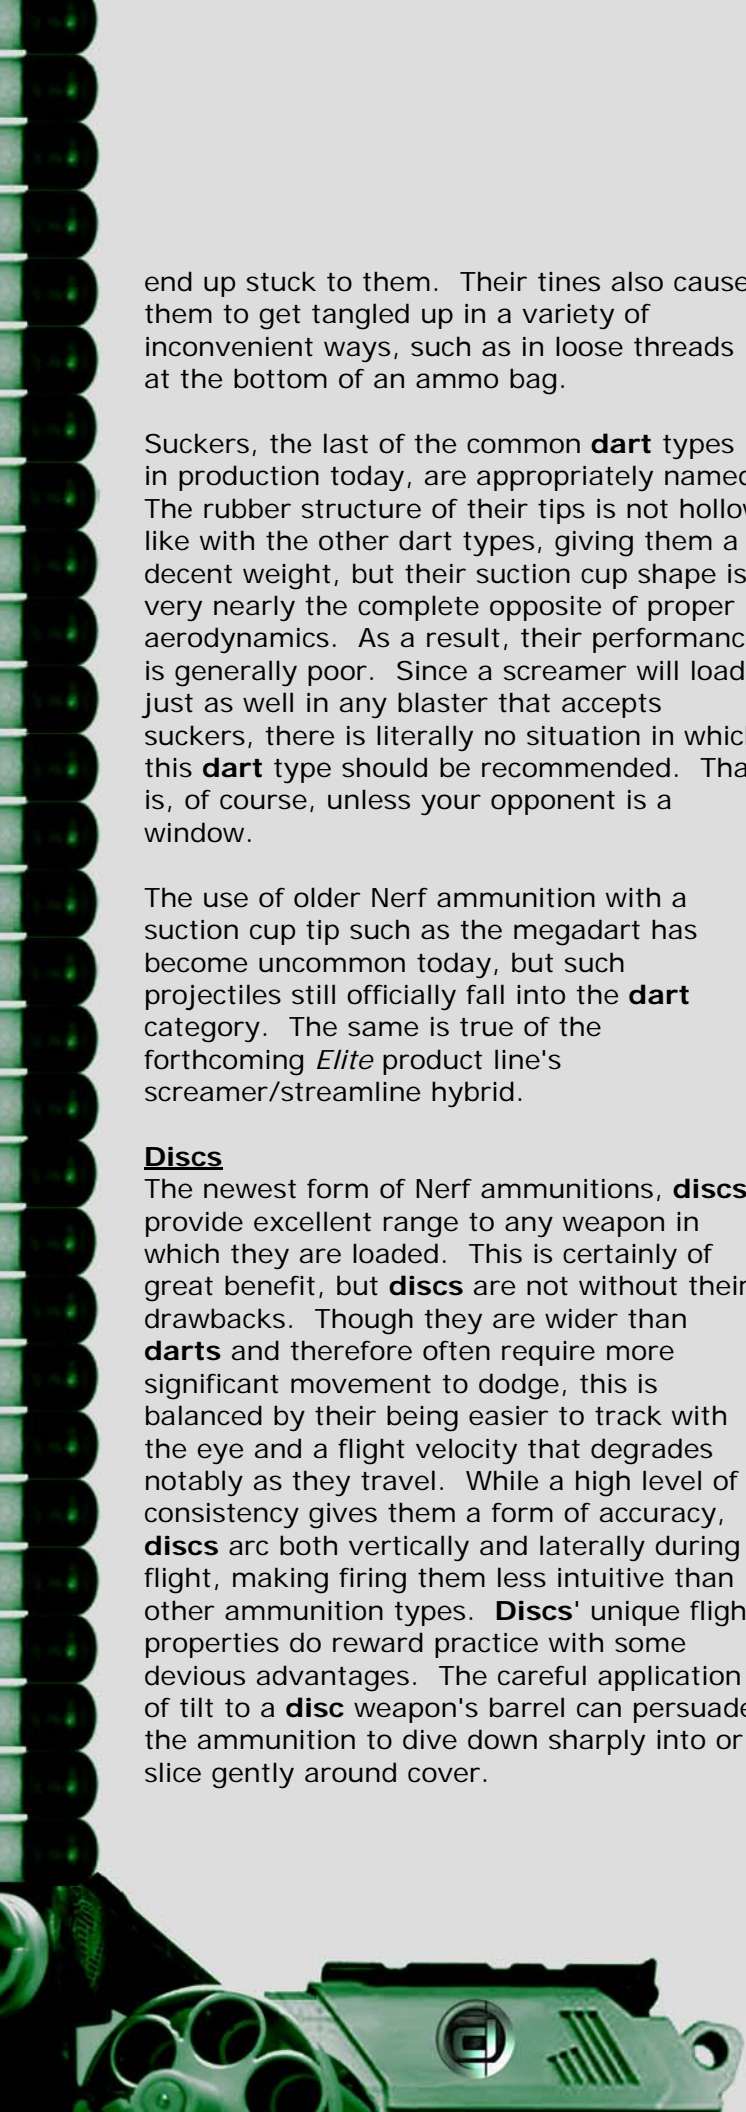 end up stuck to them.  Their tines also cause
them to get tangled up in a variety of
inconvenient ways, such as in loose threads
at the bottom of an ammo bag.
Suckers, the last of the common dart types
in production today, are appropriately named
The rubber structure of their tips is not hollow
like with the other dart types, giving them a
decent weight, but their suction cup shape is
very nearly the complete opposite of proper
aerodynamics.  As a result, their performanc
is generally poor.  Since a screamer will load
just as well in any blaster that accepts
suckers, there is literally no situation in which
this dart type should be recommended.  Tha
is, of course, unless your opponent is a
window.
The use of older Nerf ammunition with a
suction cup tip such as the megadart has
become uncommon today, but such
projectiles still officially fall into the dart
category.  The same is true of the
forthcoming Elite product line's
screamer/streamline hybrid.
Discs
The newest form of Nerf ammunitions, discs
provide excellent range to any weapon in
which they are loaded.  This is certainly of
great benefit, but discs are not without their
drawbacks.  Though they are wider than
darts and therefore often require more
significant movement to dodge, this is
balanced by their being easier to track with
the eye and a flight velocity that degrades
notably as they travel.  While a high level of
consistency gives them a form of accuracy,
discs arc both vertically and laterally during
flight, making firing them less intuitive than
other ammunition types.  Discs' unique fligh
properties do reward practice with some
devious advantages.  The careful application
of tilt to a disc weapon's barrel can persuade
the ammunition to dive down sharply into or
slice gently around cover.